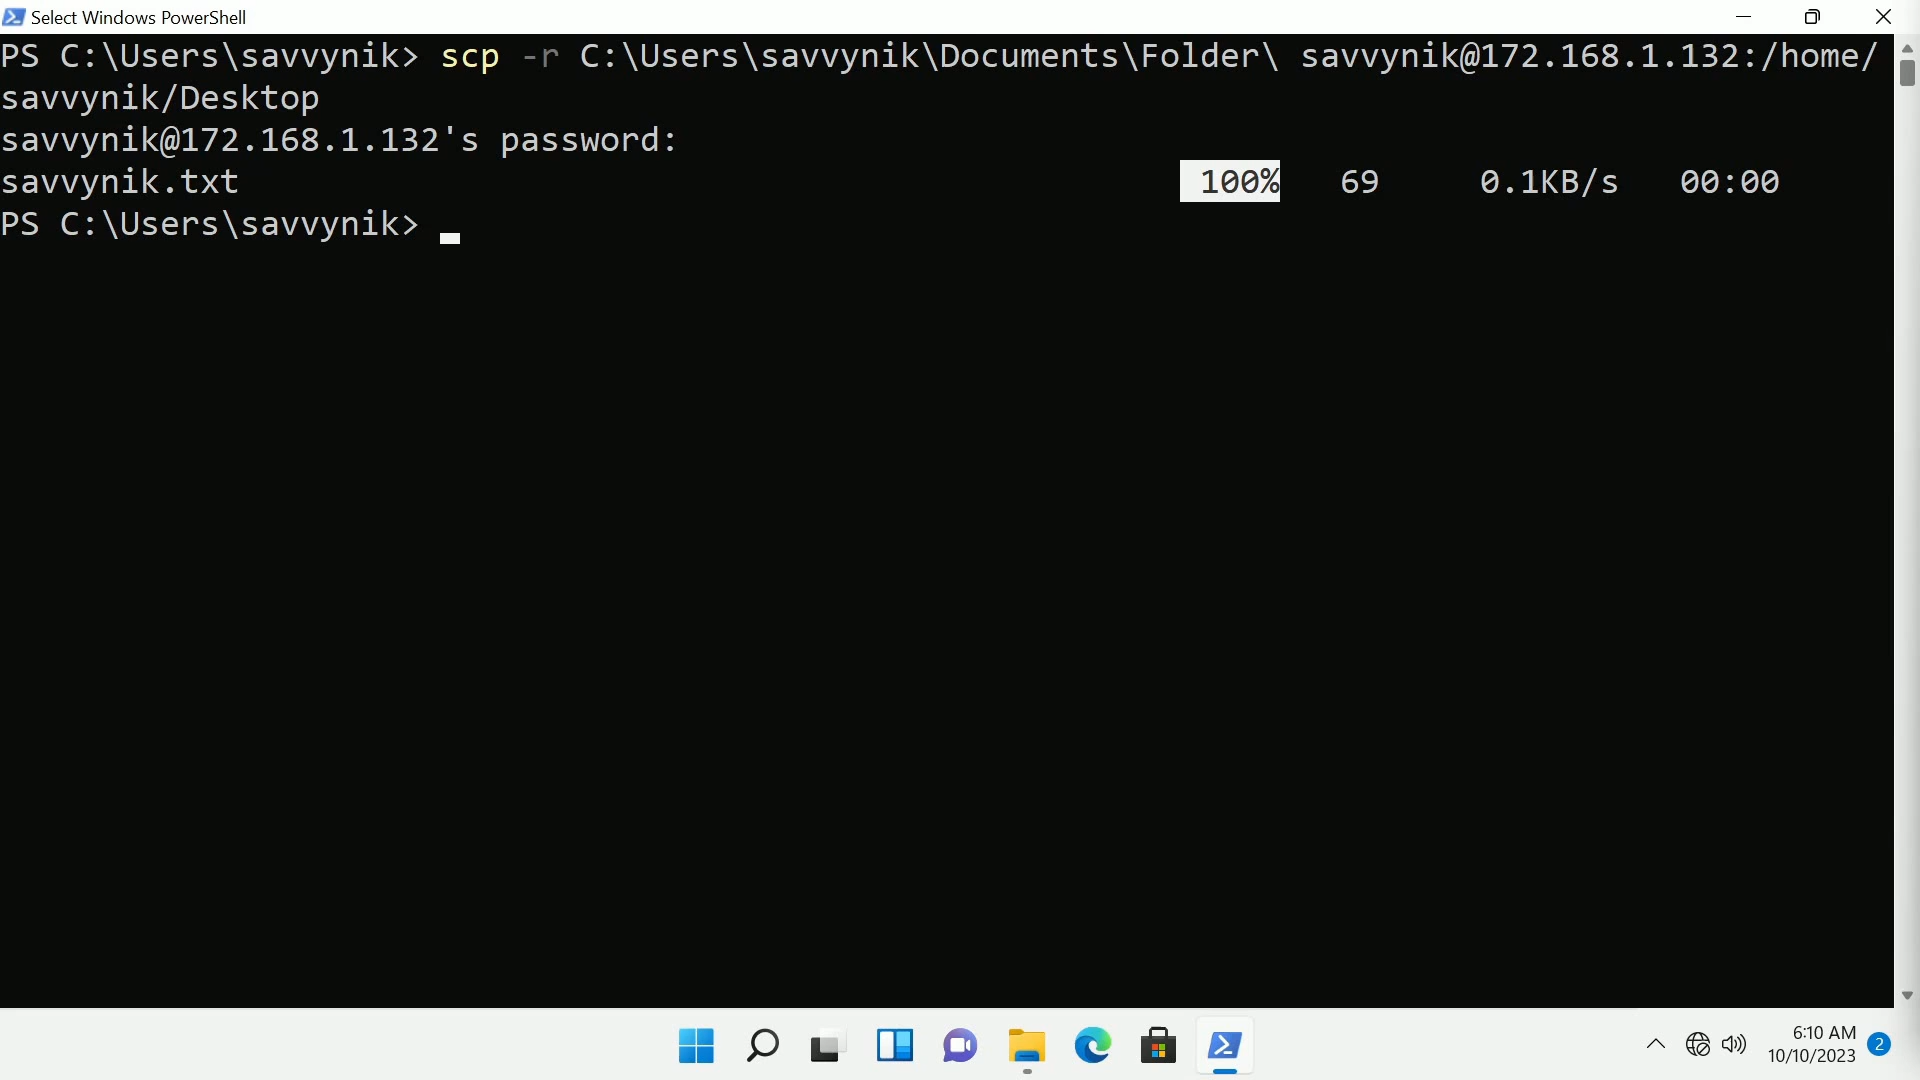 Select Windows PowerShell
PS C:\Users\savvynik> scp -r C:\Users\savvynik\Documents\Folder\ savvynik@172.168.1.132:/home/
savvynik/Desktop
savvynik@172.168.1.132's password:
savvynik.txt 100% 69 0.1KB/s 00:00
PS C:\Users\savvynik>
6:10 AM
10/10/2023
2